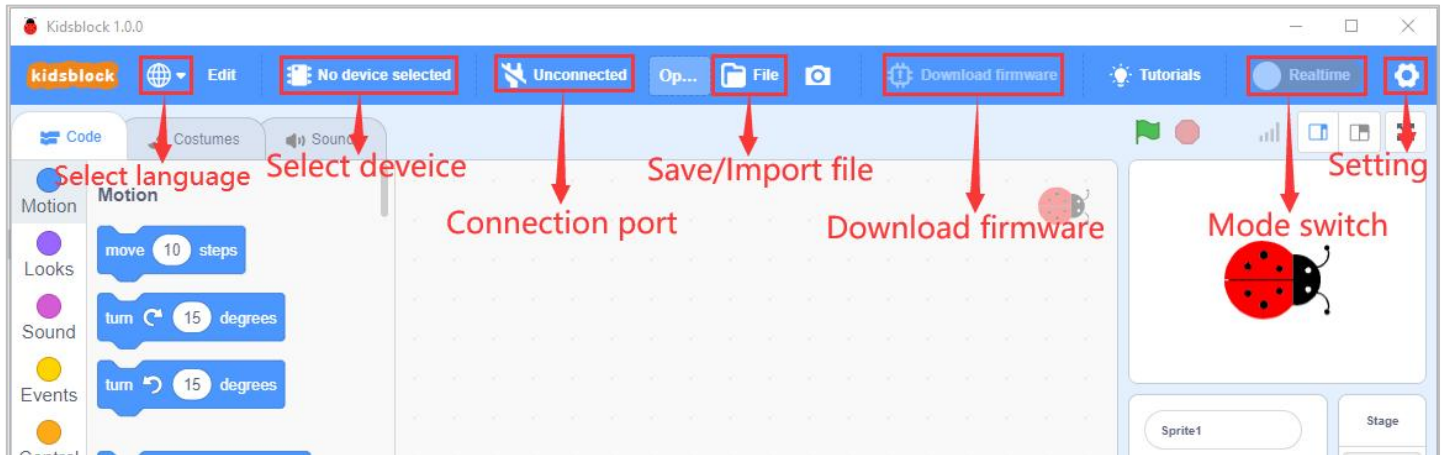 Kidsblock 1.0.0
kidsblock Edit No device selected Unconnected Op... File Download firmware Tutorials Realtime
Code Costumes Sound
Select language Select deveice Save/Import file Setting
Connection port Download firmware Mode switch
Motion Motion
move 10 steps
Looks
turn 15 degrees
Sound
turn 15 degrees
Events
Sprite1 Stage